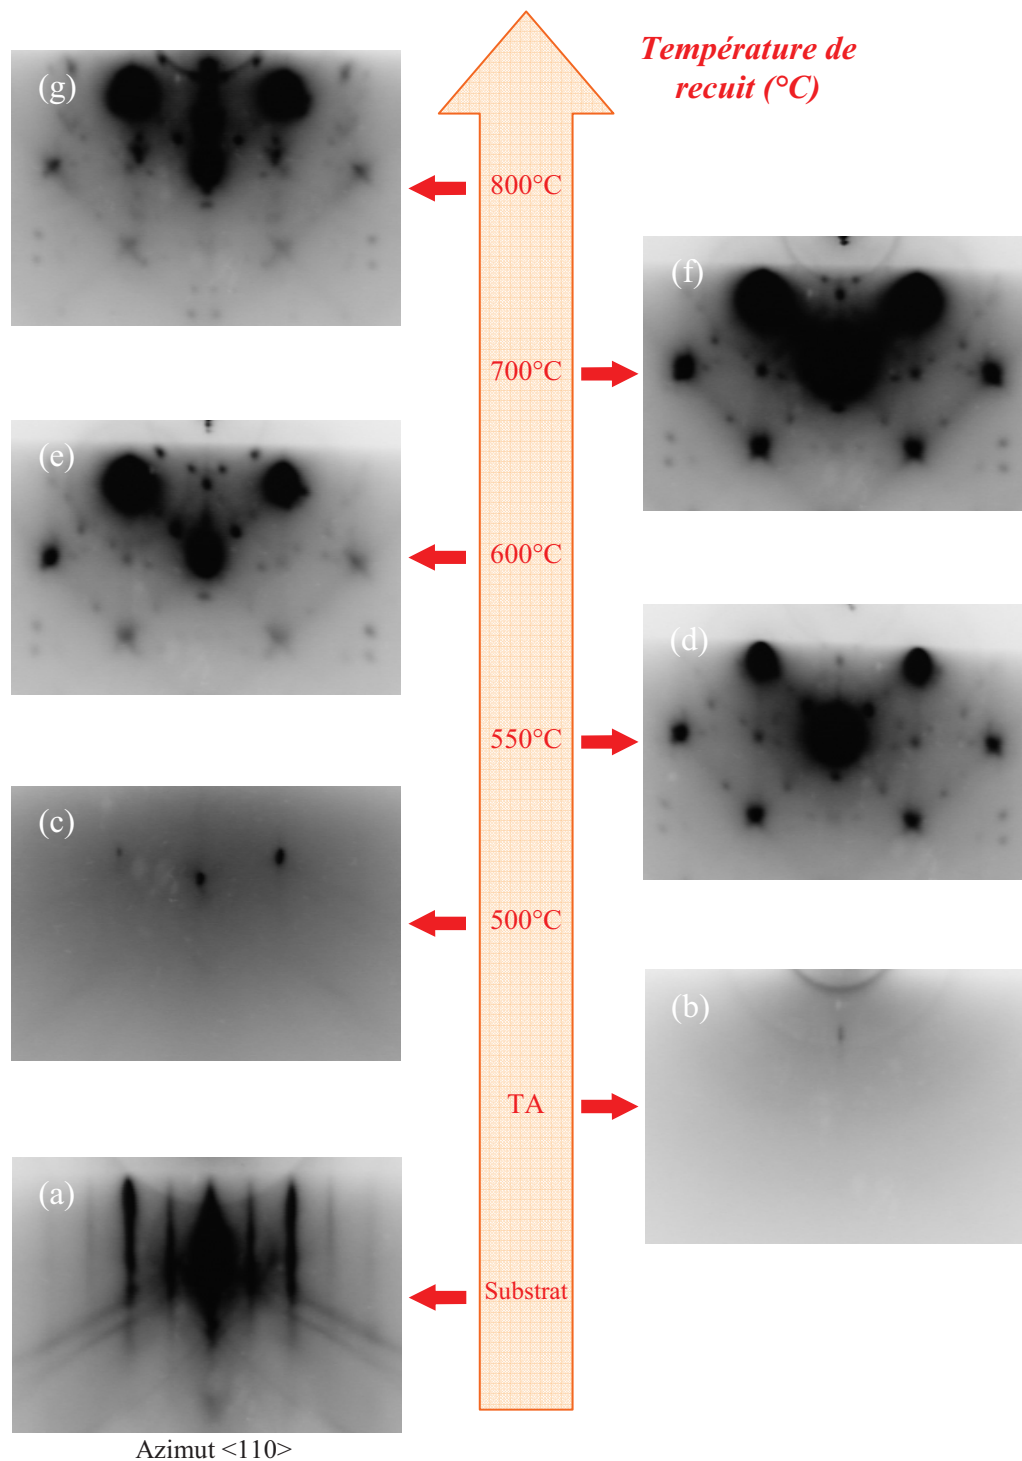 Température de
recuit (°C)
(g)
800°C
(f)
700°C
(e)
600°C
(d)
550°C
(c)
500°C
(b)
TA
(a)
Substrat
Azimut <110>